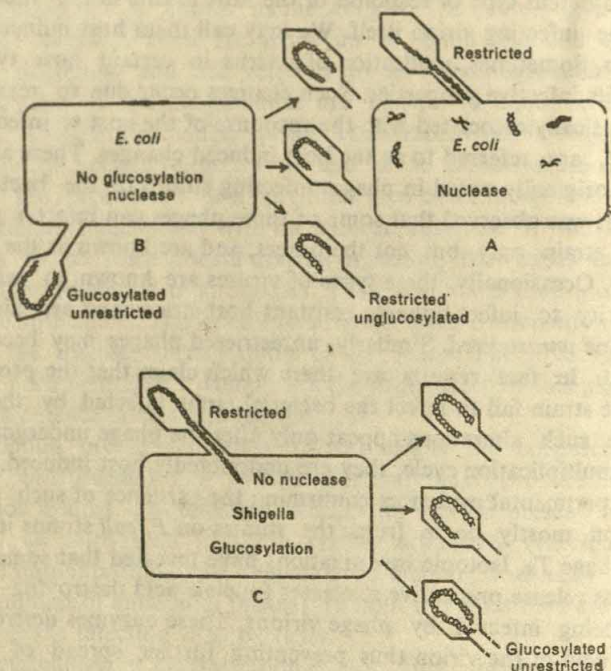 Restricted
E. coli
No glucosylation
nuclease
B
Glucosylated
unrestricted
E. coli
Nuclease
A
Restricted
unglucosylated
Restricted
No nuclease
Shigella
Glucosylation
C
Glucosylated
unrestricted